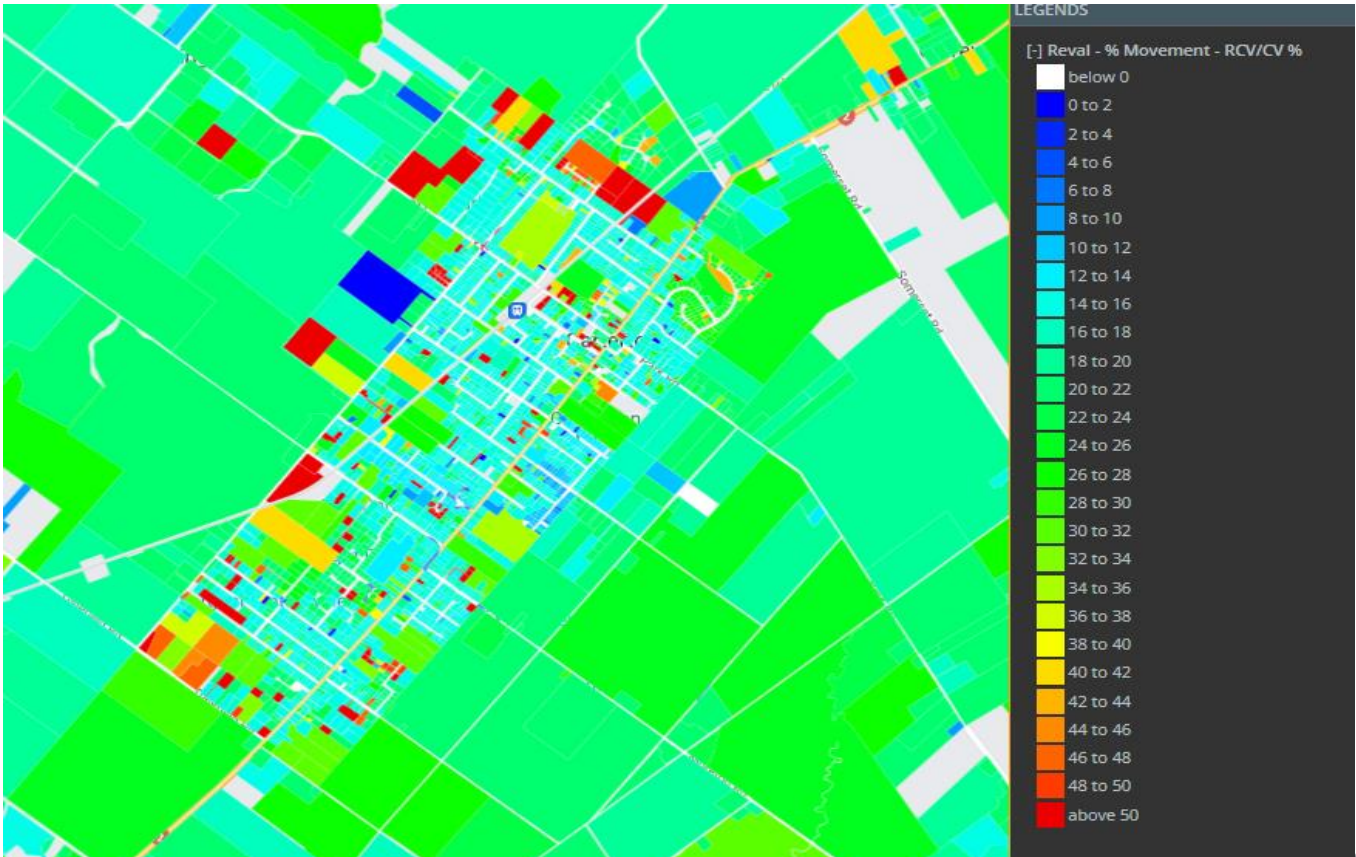 LEGENDS
[-] Reval - % Movement - RCV/CV %
below 0
0 to 2
2 to 4
4 to 6
6 to 8
8 to 10
10 to 12
12 to 14
14 to 16
16 to 18
18 to 20
20 to 22
22 to 24
24 to 26
26 to 28
28 to 30
30 to 32
32 to 34
34 to 36
36 to 38
38 to 40
40 to 42
42 to 44
44 to 46
46 to 48
48 to 50
above 50
2
Somerset Rd
Somerset Rd